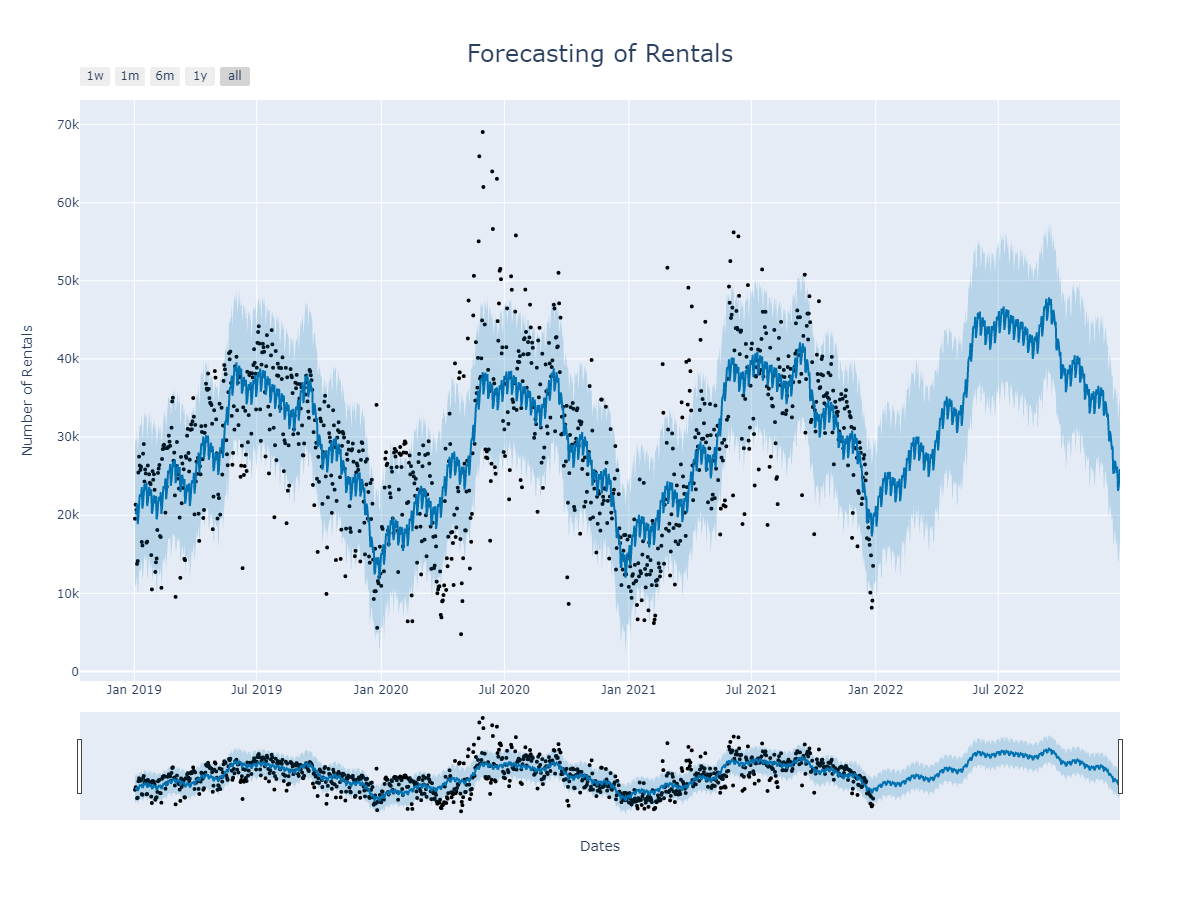 Forecasting of Rentals
1w 1m 6m 1y all
70k
60k
50k
40k
30k
20k
10k
0
Number of Rentals
Jan 2019 Jul 2019 Jan 2020 Jul 2020 Jan 2021 Jul 2021 Jan 2022 Jul 2022
Dates